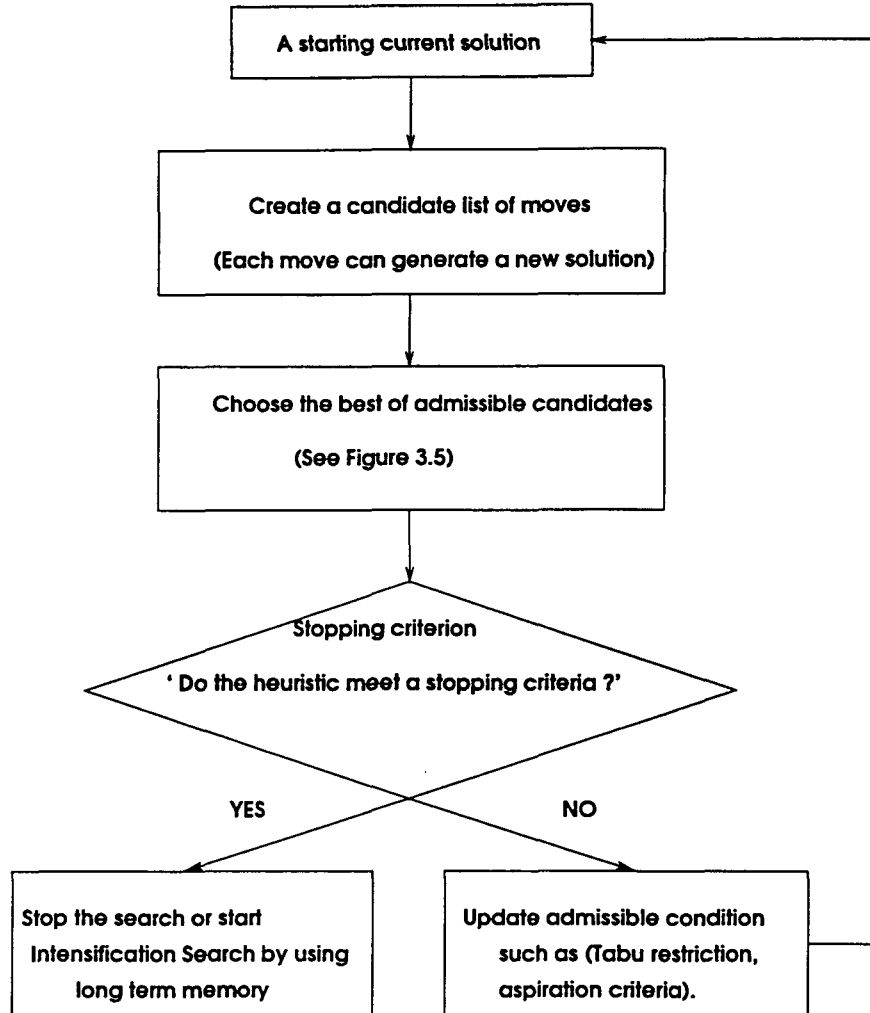 A starting current solution
Create a candidate list of moves
(Each move can generate a new solution)
Choose the best of admissible candidates
(See Figure 3.5)
Stopping criterion
‘ Do the heuristic meet a stopping criteria ?’
YES
NO
Stop the search or start
Intensification Search by using
long term memory
Update admissible condition
such as (Tabu restriction,
aspiration criteria).